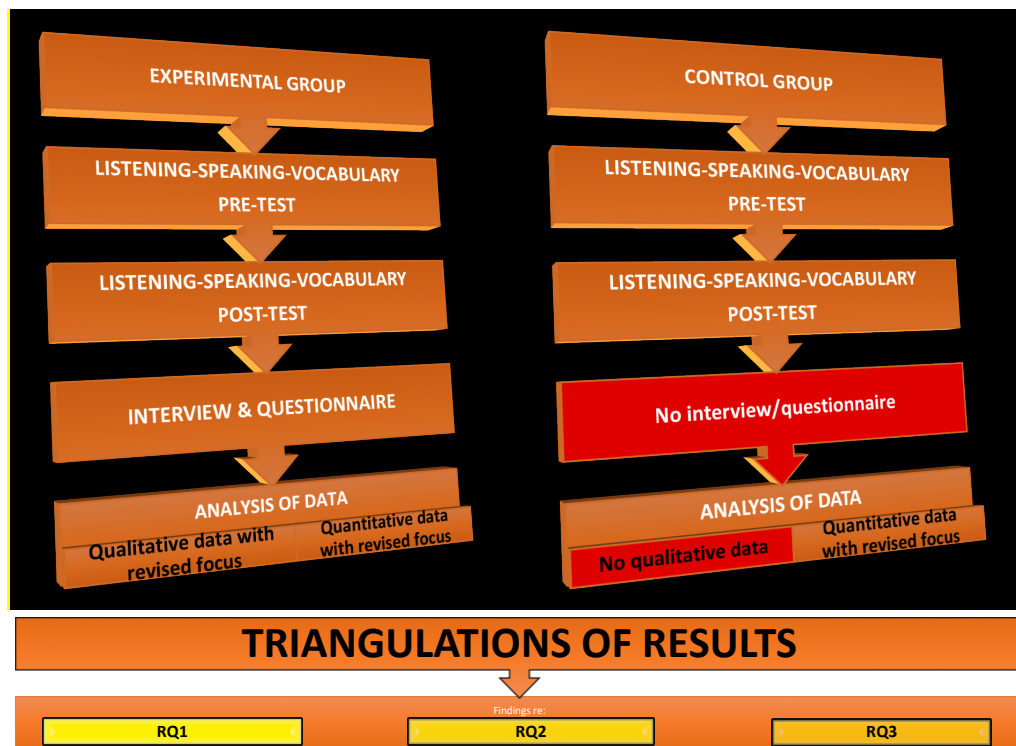 EXPERIMENTAL GROUP
LISTENING-SPEAKING-VOCABULARY
PRE-TEST
LISTENING-SPEAKING-VOCABULARY
POST-TEST
INTERVIEW & QUESTIONNAIRE
ANALYSIS OF DATA
Qualitative data with
revised focus
Quantitative data
with revised focus
CONTROL GROUP
LISTENING-SPEAKING-VOCABULARY
PRE-TEST
LISTENING-SPEAKING-VOCABULARY
POST-TEST
No interview/questionnaire
ANALYSIS OF DATA
No qualitative data
Quantitative data
with revised focus
TRIANGULATIONS OF RESULTS
Findings re:
RQ1
RQ2
RQ3